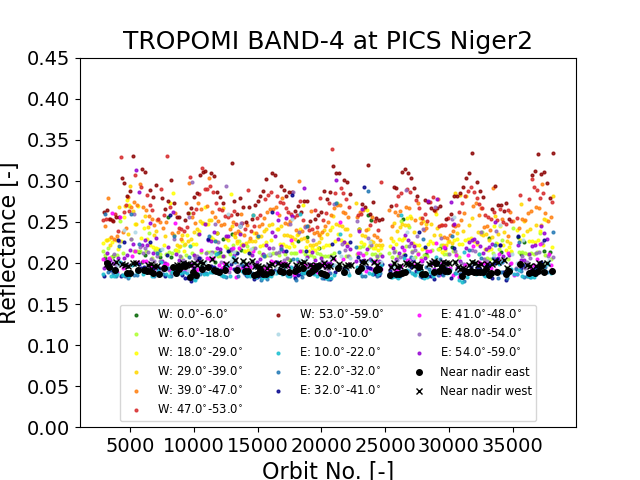 TROPOMI BAND-4 at PICS Niger2
0.45
0.40
0.35
0.30
0.25
0.20
0.15
0.10
0.05
0.00
Reflectance [-]
W: 0.0°-6.0°
W: 6.0°-18.0°
W: 18.0°-29.0°
W: 29.0°-39.0°
W: 39.0°-47.0°
W: 47.0°-53.0°
W: 53.0°-59.0°
E: 0.0°-10.0°
E: 10.0°-22.0°
E: 22.0°-32.0°
E: 32.0°-41.0°
E: 41.0°-48.0°
E: 48.0°-54.0°
E: 54.0°-59.0°
Near nadir east
Near nadir west
5000 10000 15000 20000 25000 30000 35000
Orbit No. [-]